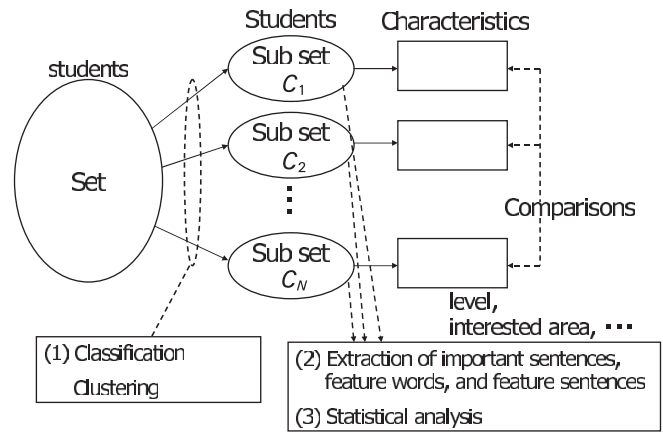 Students
Characteristics
students
Sub set
C1
Set
Sub set
C2
Comparisons
Sub set
CN
level,
interested area, ･･･
(1) Classification
Clustering
(2) Extraction of important sentences,
feature words, and feature sentences
(3) Statistical analysis